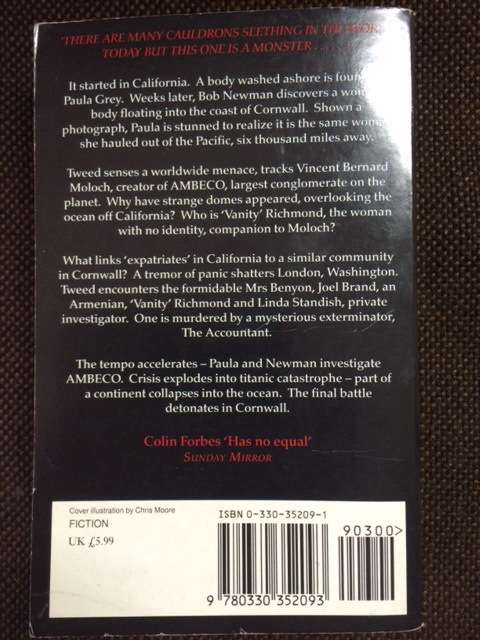 'THERE ARE MANY CAULDRONS SEETHING IN THE
TODAY BUT THIS ONE IS A MONSTER . . .
It started in California. A body washed ashore is
Paula Grey. Weeks later, Bob Newman discovers a
body floating into the coast of Cornwall. Shown a
photograph, Paula is stunned to realize it is the same
she hauled out of the Pacific, six thousand miles away.
Tweed senses a worldwide menace, tracks Vincent Bernard
Moloch, creator of AMBECO, largest conglomerate on the
planet. Why have strange domes appeared, overlooking the
ocean off California? Who is 'Vanity' Richmond, the woman
with no identity, companion to Moloch?
What links 'expatriates' in California to a similar community
in Cornwall? A tremor of panic shatters London, Washington.
Tweed encounters the formidable Mrs Benyon, Joel Brand, an
Armenian, 'Vanity' Richmond and Linda Standish, private
investigator. One is murdered by a mysterious exterminator,
The Accountant.
The tempo accelerates – Paula and Newman investigate
AMBECO. Crisis explodes into titanic catastrophe – part of
a continent collapses into the ocean. The final battle
detonates in Cornwall.
Colin Forbes 'Has no equal'
SUNDAY MIRROR
Cover illustration by Chris Moore
FICTION
UK £5.99
ISBN 0-330-35209-1
90300>
9 780330 352093